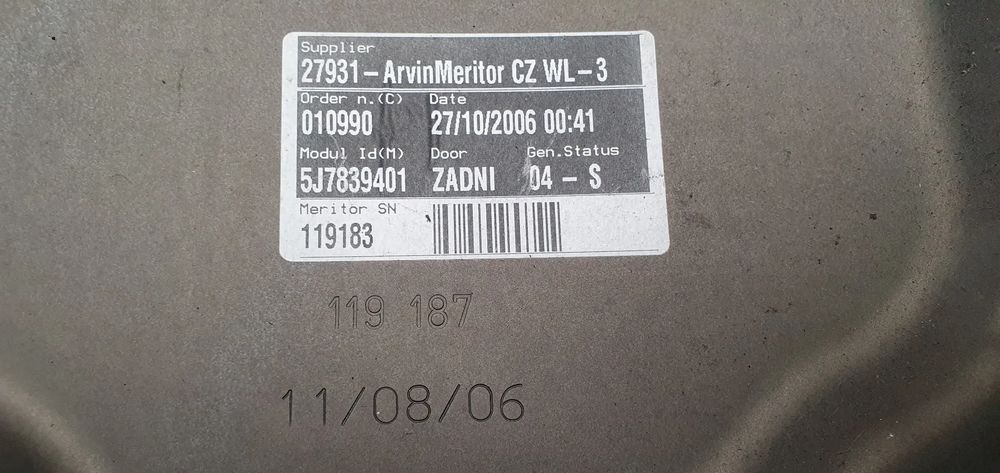 Supplier
27931-ArvinMeritor CZ WL-3
Order n.(C) Date
010990 27/10/2006 00:41
Modul Id(M) Door Gen.Status
5J7839401 ZADNI 04 - S
Meritor SN
119183
119 187
11/08/06